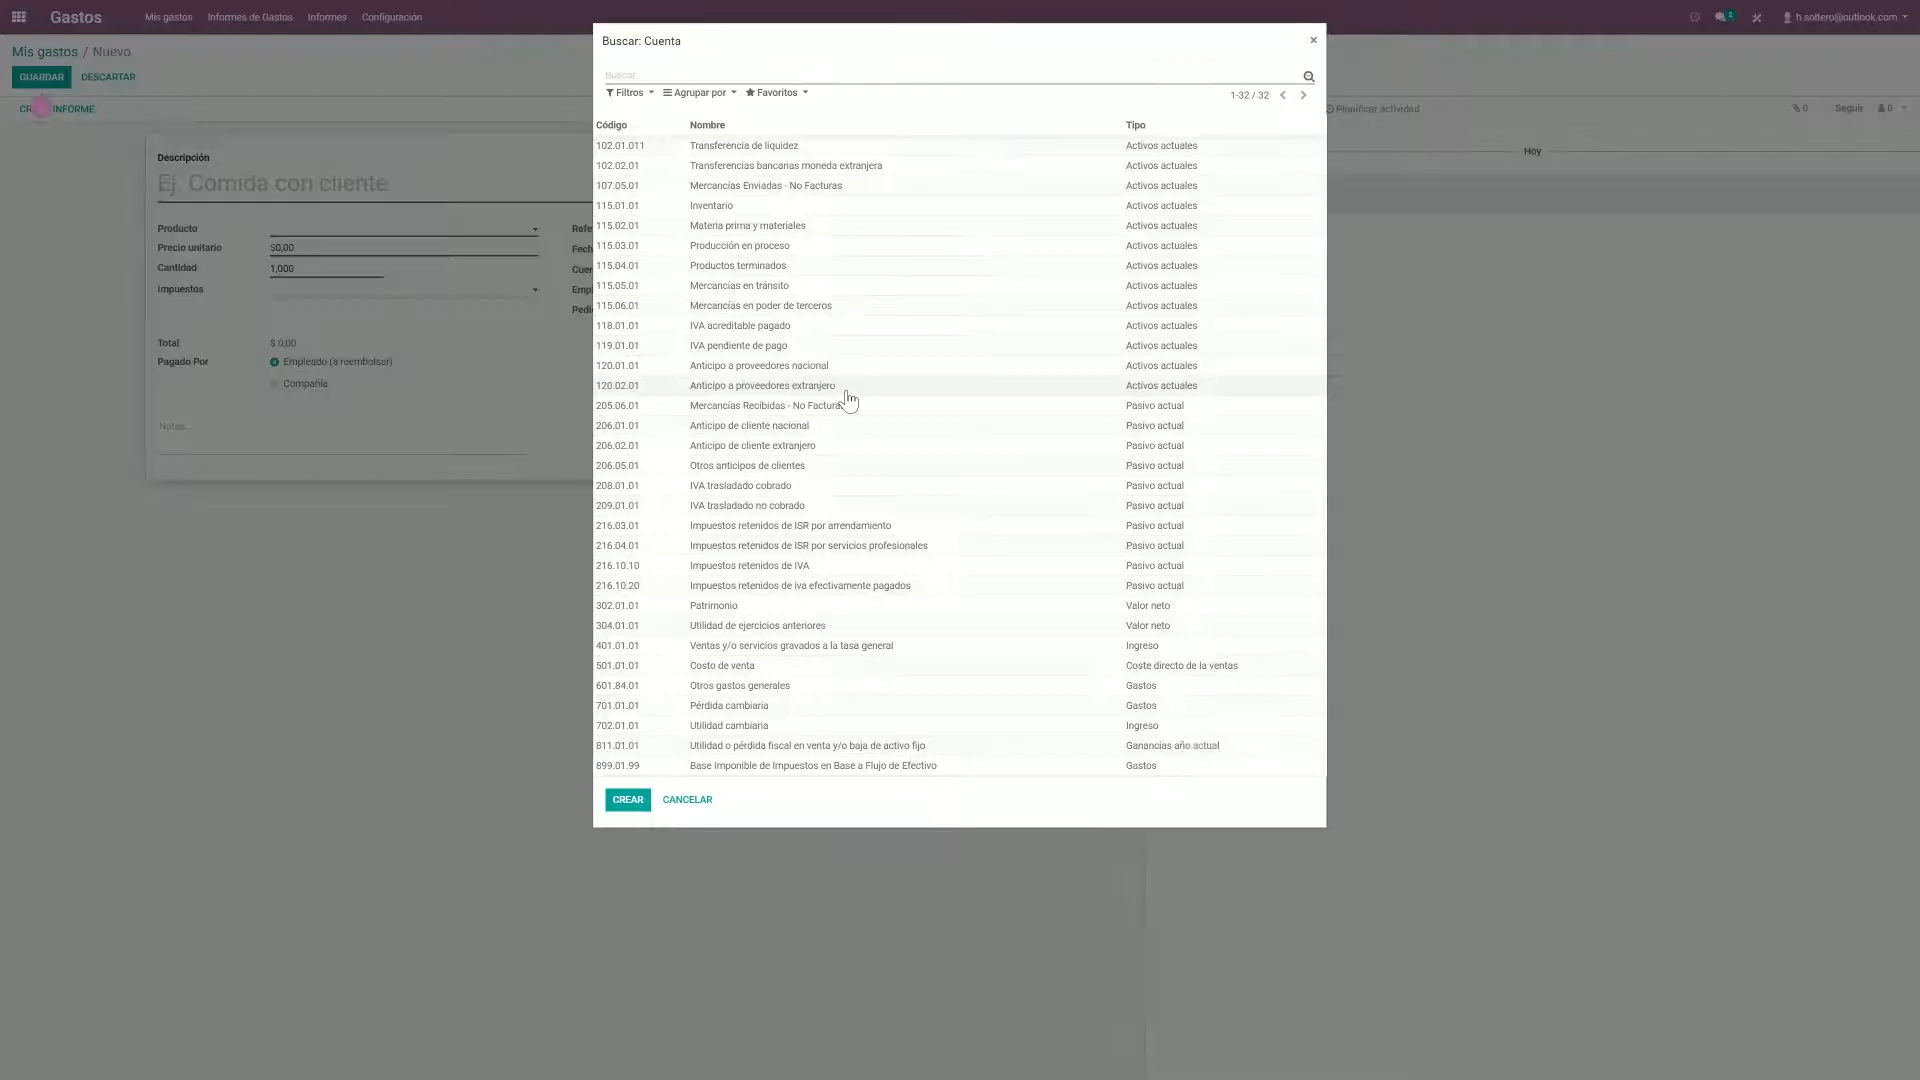 Gastos Mis gastos Informes de Gastos Informes Configuración 1 h.soltero@outlook.com
Mis gastos / Nuevo
GUARDAR DESCARTAR
INFORME
Planificar actividad 0 Seguir 0
Hoy
Descripción
Ej. Comida con cliente
Producto
Precio unitario $0,00
Cantidad 1,000
Impuestos
Total $ 0,00
Pagado Por Empleado (a reembolsar)
Compañía
Notas...
Buscar: Cuenta ×
Buscar...
Filtros Agrupar por Favoritos 1-32 / 32
Código Nombre Tipo
102.01.011 Transferencia de liquidez Activos actuales
102.02.01 Transferencias bancarias moneda extranjera Activos actuales
107.05.01 Mercancías Enviadas - No Facturas Activos actuales
115.01.01 Inventario Activos actuales
115.02.01 Materia prima y materiales Activos actuales
115.03.01 Producción en proceso Activos actuales
115.04.01 Productos terminados Activos actuales
115.05.01 Mercancías en tránsito Activos actuales
115.06.01 Mercancías en poder de terceros Activos actuales
118.01.01 IVA acreditable pagado Activos actuales
119.01.01 IVA pendiente de pago Activos actuales
120.01.01 Anticipo a proveedores nacional Activos actuales
120.02.01 Anticipo a proveedores extranjero Activos actuales
205.06.01 Mercancías Recibidas - No Facturas Pasivo actual
206.01.01 Anticipo de cliente nacional Pasivo actual
206.02.01 Anticipo de cliente extranjero Pasivo actual
206.05.01 Otros anticipos de clientes Pasivo actual
208.01.01 IVA trasladado cobrado Pasivo actual
209.01.01 IVA trasladado no cobrado Pasivo actual
216.03.01 Impuestos retenidos de ISR por arrendamiento Pasivo actual
216.04.01 Impuestos retenidos de ISR por servicios profesionales Pasivo actual
216.10.10 Impuestos retenidos de IVA Pasivo actual
216.10.20 Impuestos retenidos de iva efectivamente pagados Pasivo actual
302.01.01 Patrimonio Valor neto
304.01.01 Utilidad de ejercicios anteriores Valor neto
401.01.01 Ventas y/o servicios gravados a la tasa general Ingreso
501.01.01 Costo de venta Coste directo de la ventas
601.84.01 Otros gastos generales Gastos
701.01.01 Pérdida cambiaria Gastos
702.01.01 Utilidad cambiaria Ingreso
811.01.01 Utilidad o pérdida fiscal en venta y/o baja de activo fijo Ganancias año actual
899.01.99 Base Imponible de Impuestos en Base a Flujo de Efectivo Gastos
CREAR CANCELAR